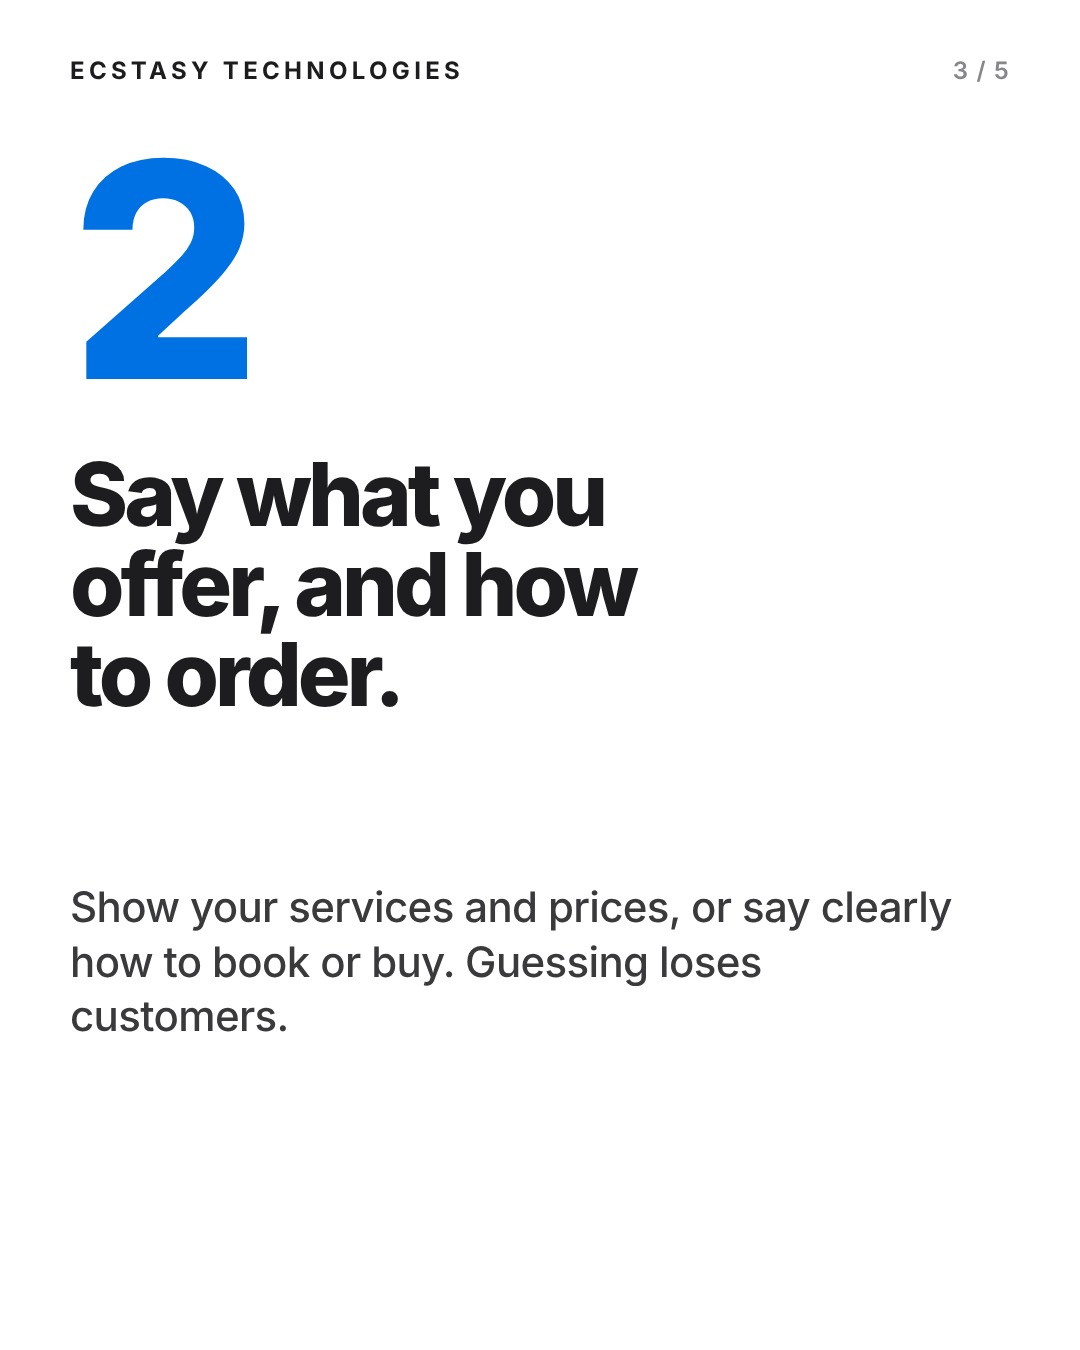 ECSTASY TECHNOLOGIES
3 / 5
2
Say what you
offer, and how
to order.
Show your services and prices, or say clearly
how to book or buy. Guessing loses
customers.